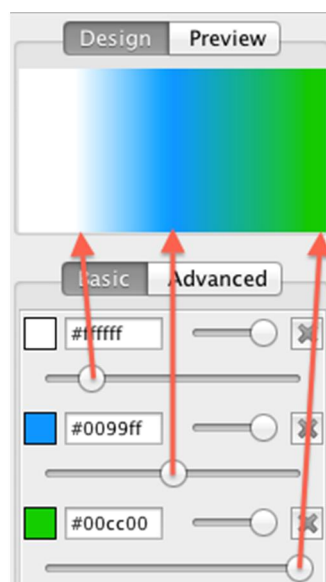 Design Preview
Basic Advanced
#ffffff
#0099ff
#00cc00